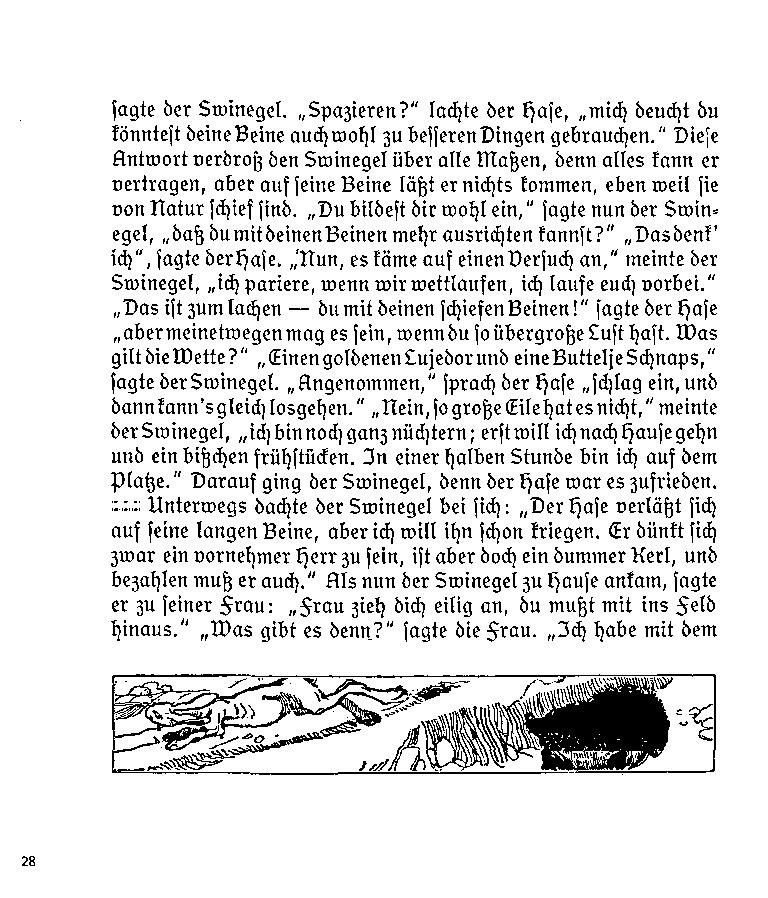 sagte der Swinegel. „Spazieren?“ lachte der Hase, „mich deucht du
könntest deine Beine auch wohl zu besseren Dingen gebrauchen.“ Diese
Antwort verdroß den Swinegel über alle Maßen, denn alles kann er
vertragen, aber auf seine Beine läßt er nichts kommen, eben weil sie
von Natur schief sind. „Du bildest dir wohl ein,“ sagte nun der Swin-
egel, „daß du mit deinen Beinen mehr ausrichten kannst?“ „Das denk’
ich“, sagte der Hase. „Nun, es käme auf einen Versuch an,“ meinte der
Swinegel, „ich pariere, wenn wir wettlaufen, ich laufe euch vorbei.“
„Das ist zum lachen — du mit deinen schiefen Beinen!“ sagte der Hase
„aber meinetwegen mag es sein, wenn du so übergroße Lust hast. Was
gilt die Wette?“ „Einen goldenen Lujedor und eine Buttelje Schnaps,“
sagte der Swinegel. „Angenommen,“ sprach der Hase „schlag ein, und
dann kann’s gleich losgehen.“ „Nein, so große Eile hat es nicht,“ meinte
der Swinegel, „ich bin noch ganz nüchtern; erst will ich nach Hause gehn
und ein bißchen frühstücken. In einer halben Stunde bin ich auf dem
Platze.“ Darauf ging der Swinegel, denn der Hase war es zufrieden.
Unterwegs dachte der Swinegel bei sich: „Der Hase verläßt sich
auf seine langen Beine, aber ich will ihn schon kriegen. Er dünkt sich
zwar ein vornehmer Herr zu sein, ist aber doch ein dummer Kerl, und
bezahlen muß er auch.“ Als nun der Swinegel zu Hause ankam, sagte
er zu seiner Frau: „Frau zieh dich eilig an, du mußt mit ins Feld
hinaus.“ „Was gibt es denn?“ sagte die Frau. „Ich habe mit dem
28